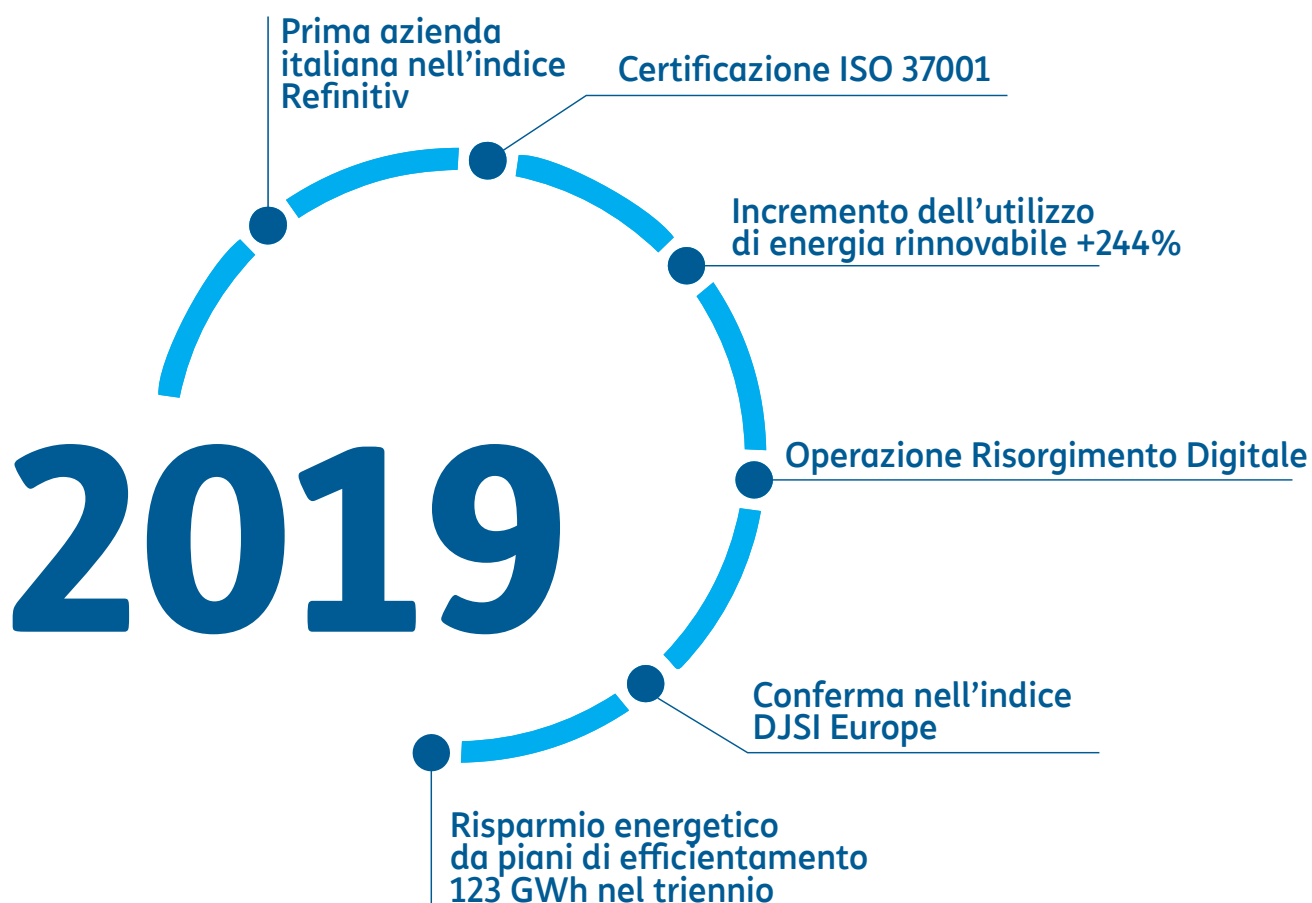 Prima azienda
italiana nell'indice
Refinitiv
Certificazione ISO 37001
Incremento dell'utilizzo
di energia rinnovabile +244%
2019
Operazione Risorgimento Digitale
Conferma nell'indice
DJSI Europe
Risparmio energetico
da piani di efficientamento
123 GWh nel triennio